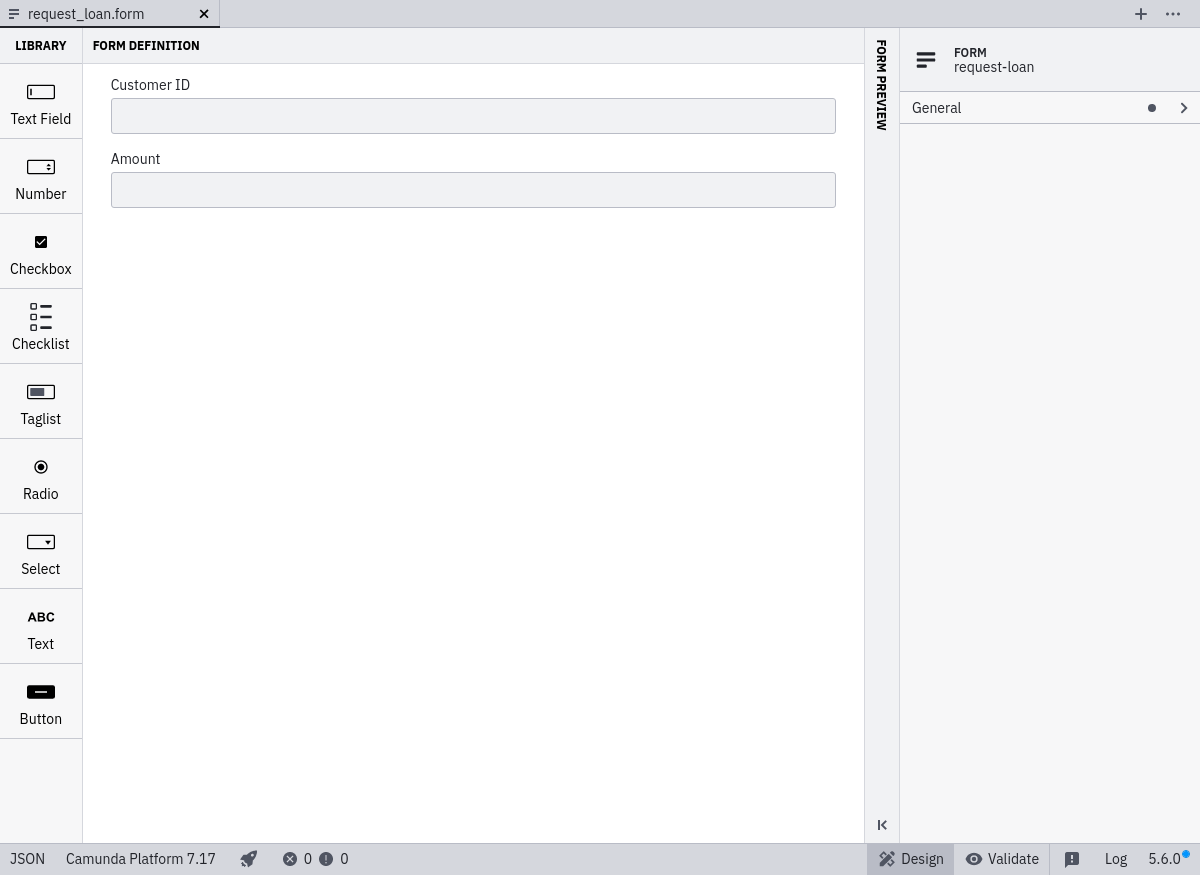 request_loan.form
LIBRARY
FORM DEFINITION
Text Field
Number
Checkbox
Checklist
Taglist
Radio
Select
ABC
Text
Button
Customer ID
Amount
FORM PREVIEW
FORM
request-loan
General
JSON
Camunda Platform 7.17
0
0
Design
Validate
Log
5.6.0